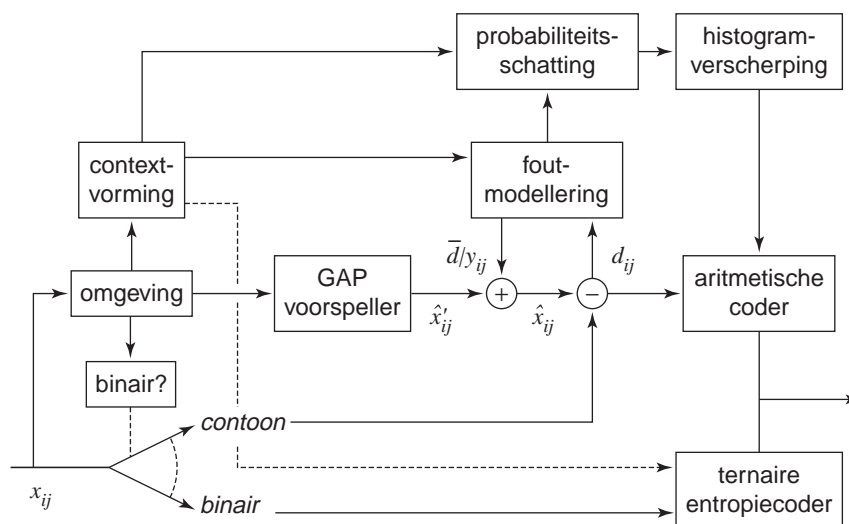 probabiliteits-
schatting
histogram-
verscherping
context-
vorming
fout-
modellering
d̅/y_ij
d_ij
omgeving
GAP
voorspeller
+
−
aritmetische
coder
x̂'_ij
x̂_ij
binair?
contoon
x_ij
binair
ternaire
entropiecoder